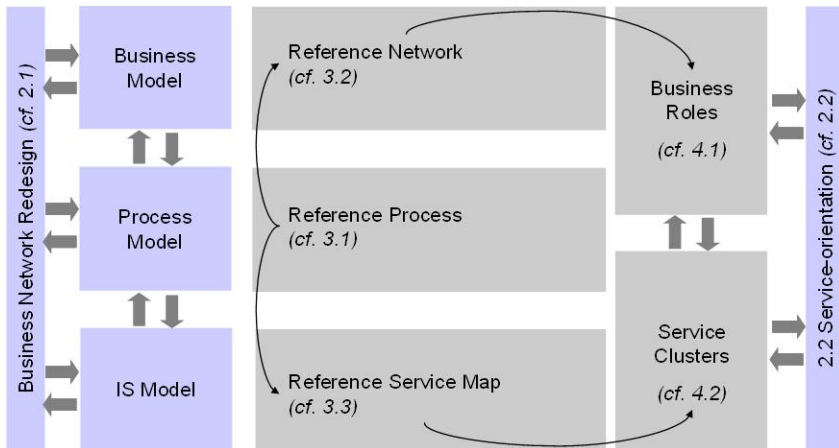 Business Network Redesign (cf. 2.1)
Business
Model
Process
Model
IS Model
Reference Network
(cf. 3.2)
Reference Process
(cf. 3.1)
Reference Service Map
(cf. 3.3)
Business
Roles
(cf. 4.1)
Service
Clusters
(cf. 4.2)
2.2 Service-orientation (cf. 2.2)